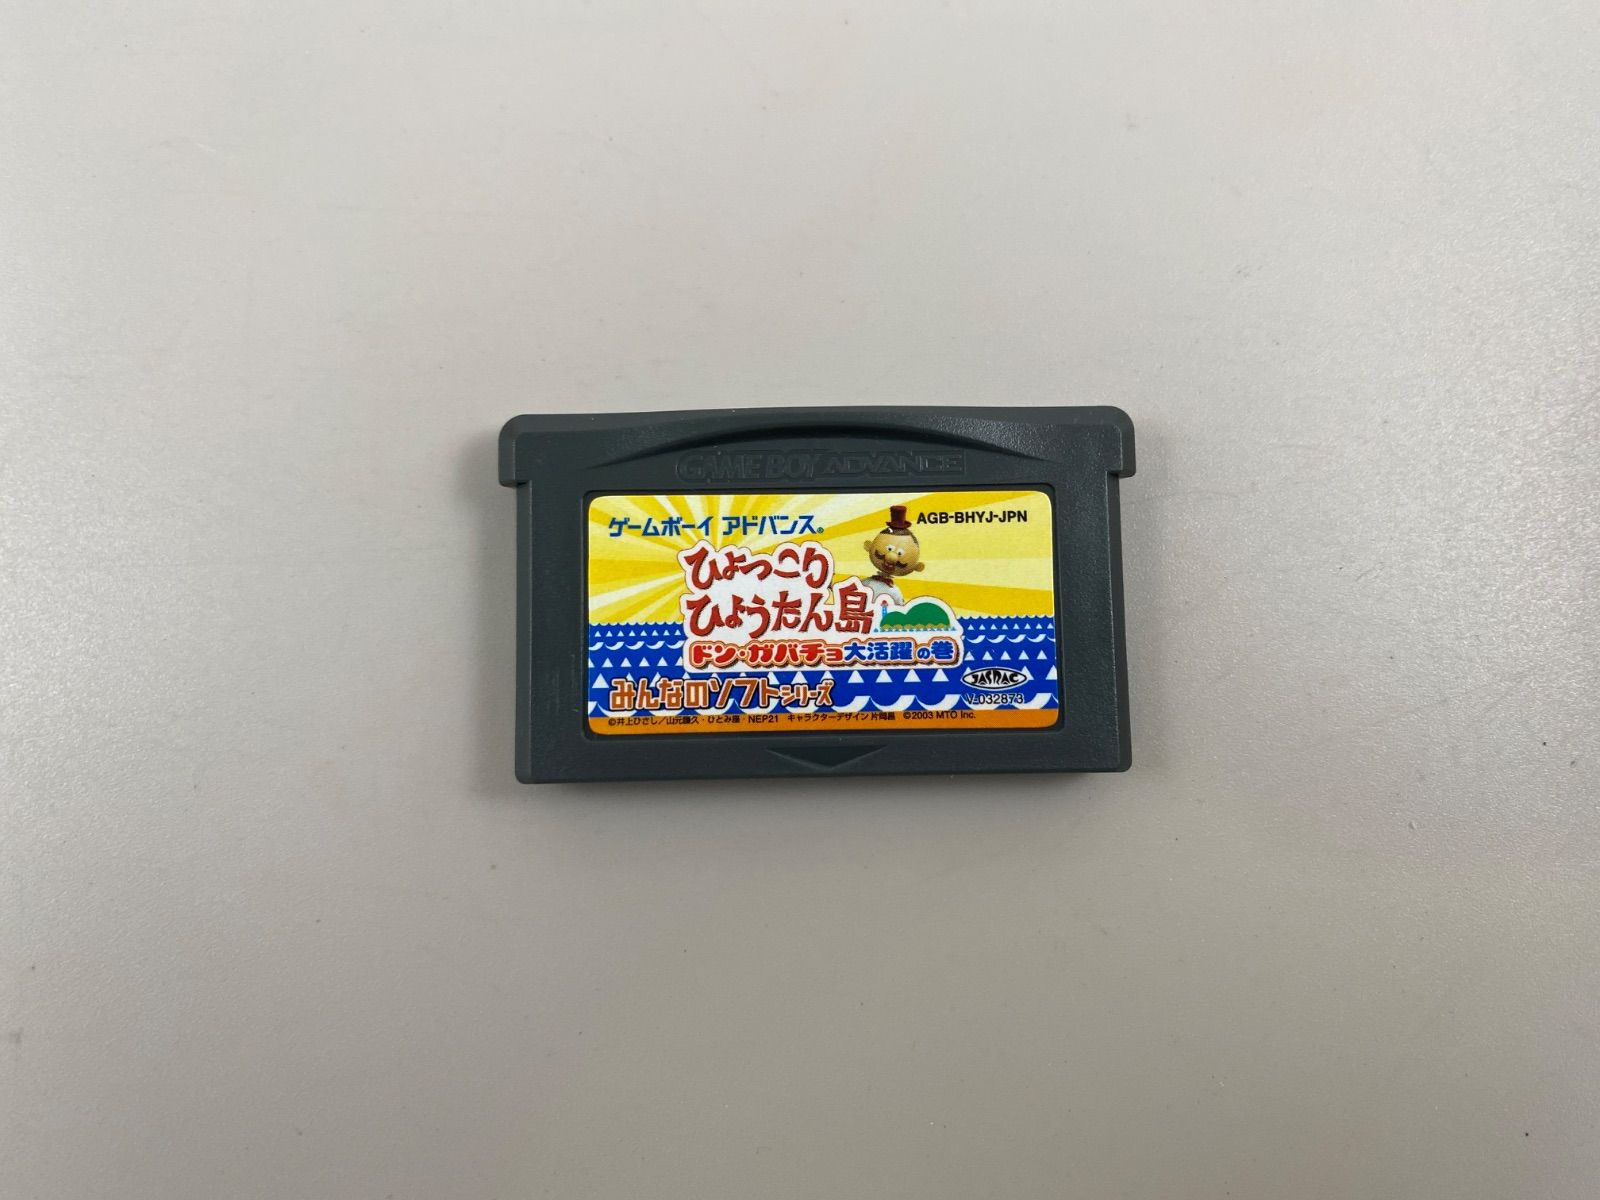 GAME BOY ADVANCE
ゲームボーイ アドバンス®
AGB-BHYJ-JPN
ひょっこり
ひょうたん島
ドン・ガバチョ大活躍の巻
みんなのソフトシリーズ
JASRAC
V-032873
©井上ひさし/山元護久・ひとみ座・NEP21 キャラクターデザイン 片岡昌 ©2003 MTO Inc.